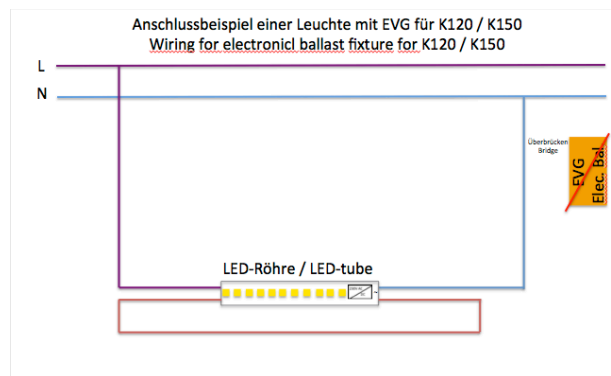 Anschlussbeispiel einer Leuchte mit EVG für K120 / K150
Wiring for electronicl ballast fixture for K120 / K150
L
N
Überbrücken
Bridge
EVG
Elec. Bal.
LED-Röhre / LED-tube
~